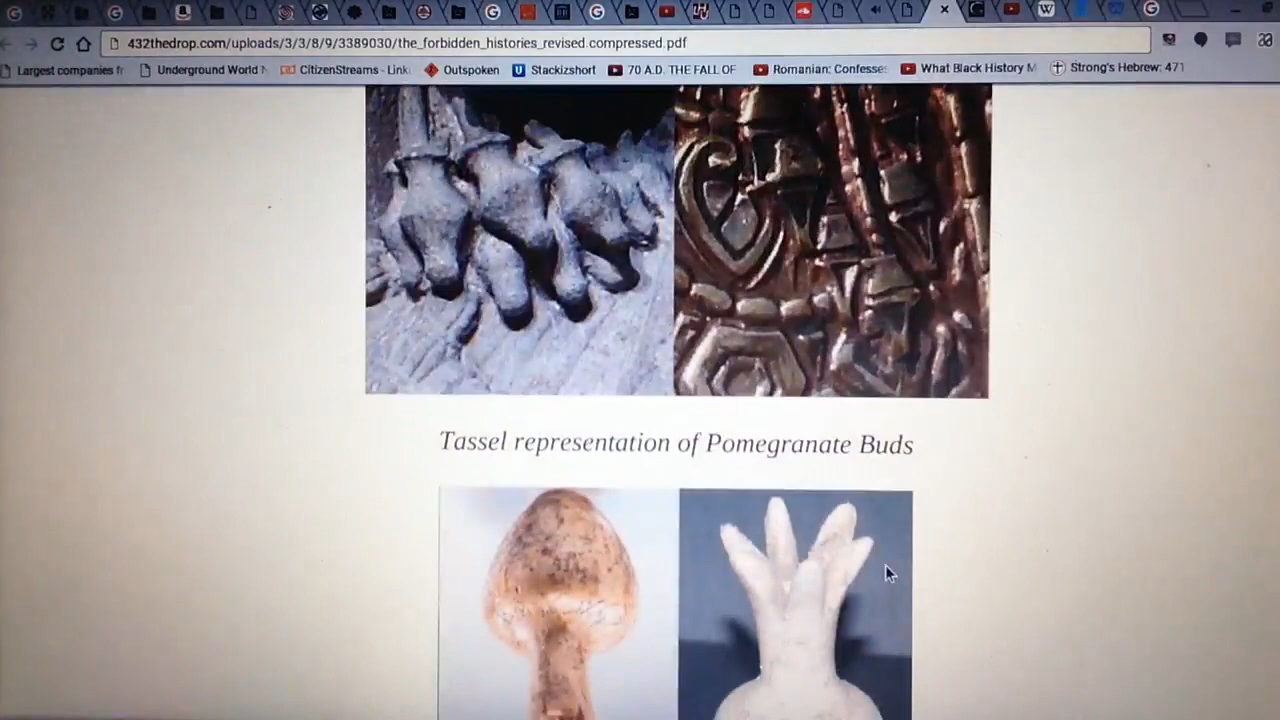 432thedrop.com/uploads/3/3/8/9/3389030/the_forbidden_histories_revised.compressed.pdf
Largest companies fr
Underground World N
CitizenStreams - Link
Outspoken
Stackizshort
70 A.D. THE FALL OF
Romanian: Confesse
What Black History M
Strong's Hebrew: 471
Tassel representation of Pomegranate Buds